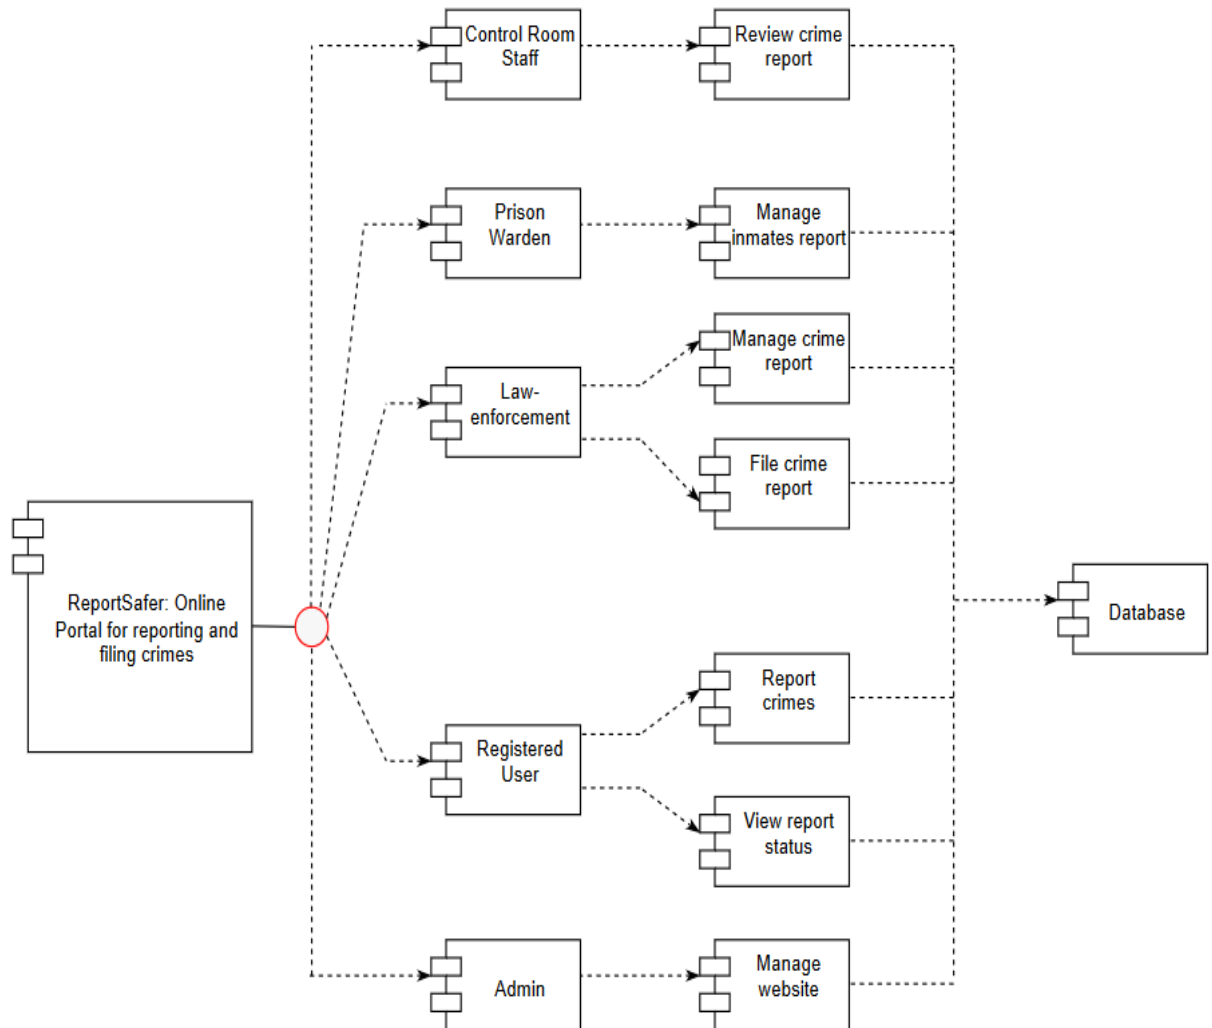 Control Room
Staff
Review crime
report
Prison
Warden
Manage
inmates report
Manage crime
report
Law-
enforcement
File crime
report
ReportSafer: Online
Portal for reporting and
filing crimes
Database
Report
crimes
Registered
User
View report
status
Admin
Manage
website